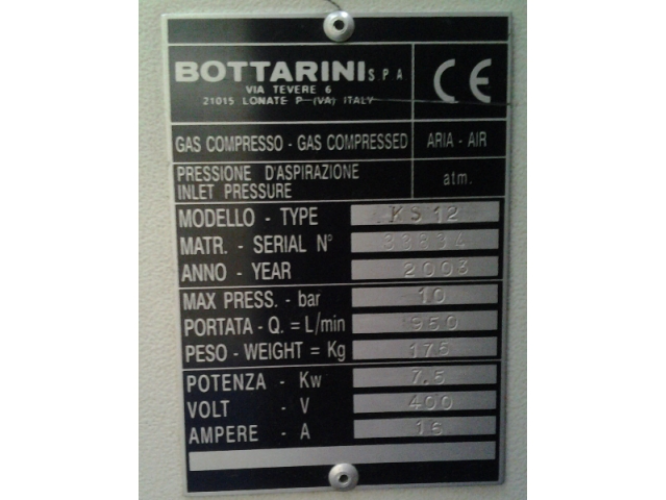 BOTTARINI S P A
VIA TEVERE 6
21015 LONATE P (VA) ITALY
CE
GAS COMPRESSO - GAS COMPRESSED ARIA - AIR
PRESSIONE D'ASPIRAZIONE
INLET PRESSURE atm.
MODELLO - TYPE KS 12
MATR. - SERIAL N°
ANNO - YEAR 2003
MAX PRESS. - bar 10
PORTATA - Q. = L/min 950
PESO - WEIGHT = Kg 175
POTENZA - Kw 7,5
VOLT - V 400
AMPERE - A 16